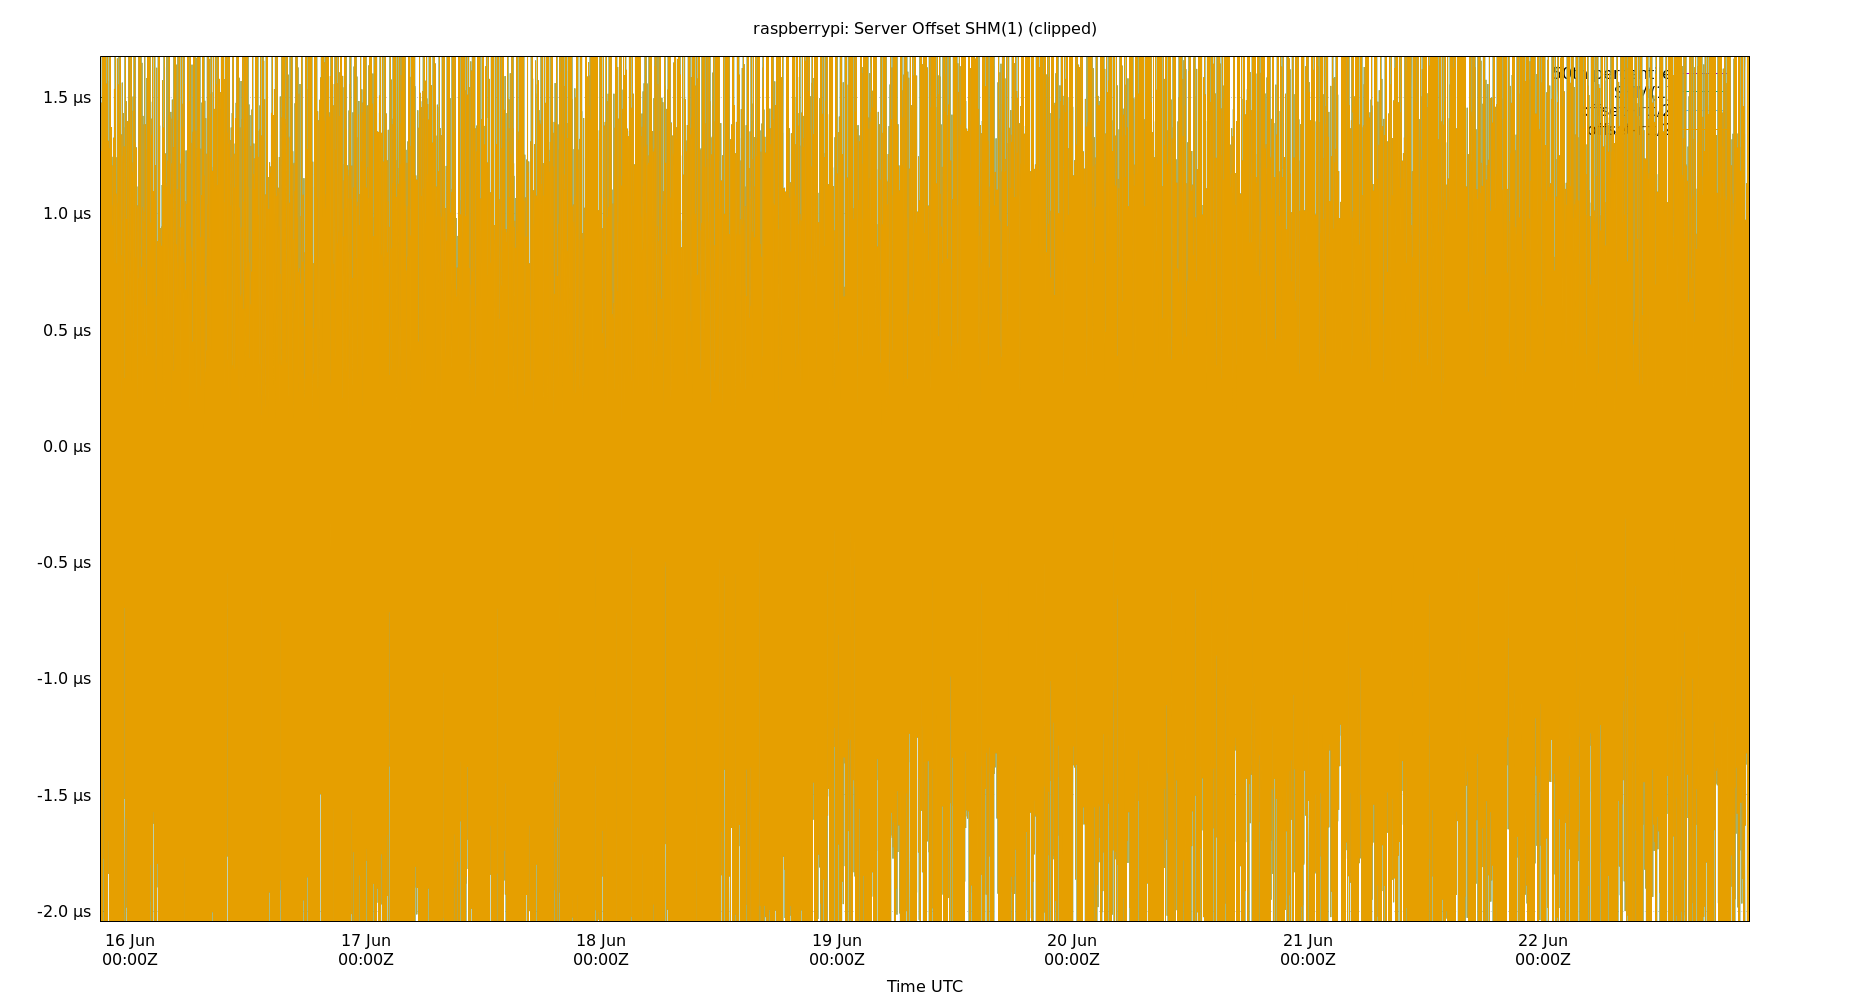 raspberrypi: Server Offset SHM(1) (clipped)
1.5 µs
1.0 µs
0.5 µs
0.0 µs
-0.5 µs
-1.0 µs
-1.5 µs
-2.0 µs
16 Jun 17 Jun 18 Jun 19 Jun 20 Jun 21 Jun 22 Jun
00:00Z 00:00Z 00:00Z 00:00Z 00:00Z 00:00Z 00:00Z
Time UTC